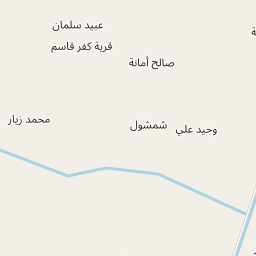 عبيد سلمان
قرية كفر قاسم
صالح أمانة
محمد زيار
شمشول
وحيد علي